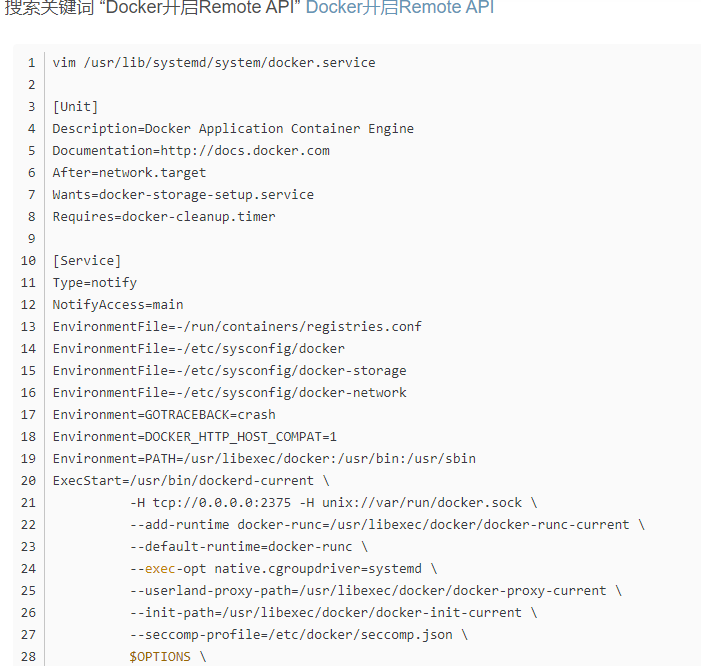 搜索关键词 “Docker开启Remote API” Docker开启Remote API
1 vim /usr/lib/systemd/system/docker.service
2
3 [Unit]
4 Description=Docker Application Container Engine
5 Documentation=http://docs.docker.com
6 After=network.target
7 Wants=docker-storage-setup.service
8 Requires=docker-cleanup.timer
9
10 [Service]
11 Type=notify
12 NotifyAccess=main
13 EnvironmentFile=-/run/containers/registries.conf
14 EnvironmentFile=-/etc/sysconfig/docker
15 EnvironmentFile=-/etc/sysconfig/docker-storage
16 EnvironmentFile=-/etc/sysconfig/docker-network
17 Environment=GOTRACEBACK=crash
18 Environment=DOCKER_HTTP_HOST_COMPAT=1
19 Environment=PATH=/usr/libexec/docker:/usr/bin:/usr/sbin
20 ExecStart=/usr/bin/dockerd-current \
21 -H tcp://0.0.0.0:2375 -H unix://var/run/docker.sock \
22 --add-runtime docker-runc=/usr/libexec/docker/docker-runc-current \
23 --default-runtime=docker-runc \
24 --exec-opt native.cgroupdriver=systemd \
25 --userland-proxy-path=/usr/libexec/docker/docker-proxy-current \
26 --init-path=/usr/libexec/docker/docker-init-current \
27 --seccomp-profile=/etc/docker/seccomp.json \
28 $OPTIONS \